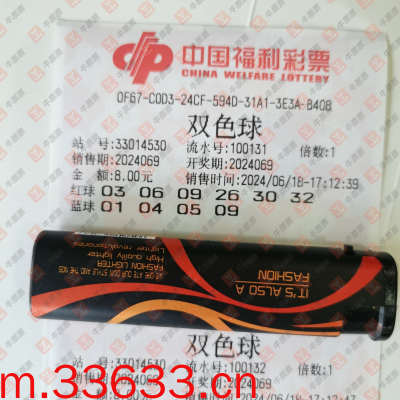 中国福利彩票
CHINA WELFARE LOTTERY
OF67-C0D3-24CF-594D-31A1-3E3A-B408
双色球
站 号:33014530 流水号:100131 倍数:1
销售期:2024069 开奖期:2024069
金 额:8.00元 销售时间:2024/06/18-17:12:39
红球 03 06 09 26 30 32
蓝球 01 04 05 09
IT'S ALSO A
FASHION
FASHION LIGHTER
High quality lighter
Lighter revolutionaries
双色球
站 号:33014530 流水号:100132 倍数:1
m.33633.cn